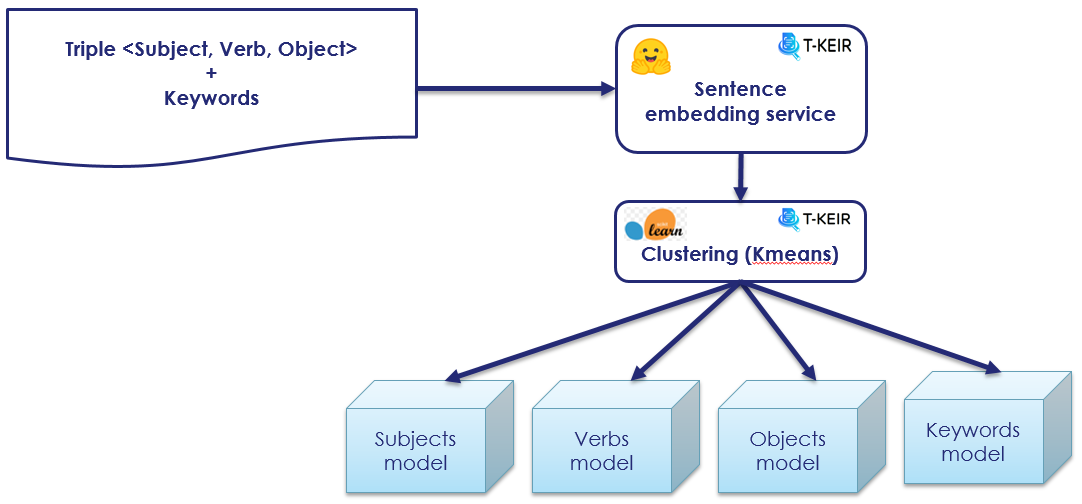 Triple <Subject, Verb, Object>
+
Keywords
T-KEIR
Sentence
embedding service
learn
T-KEIR
Clustering (Kmeans)
Subjects
model
Verbs
model
Objects
model
Keywords
model